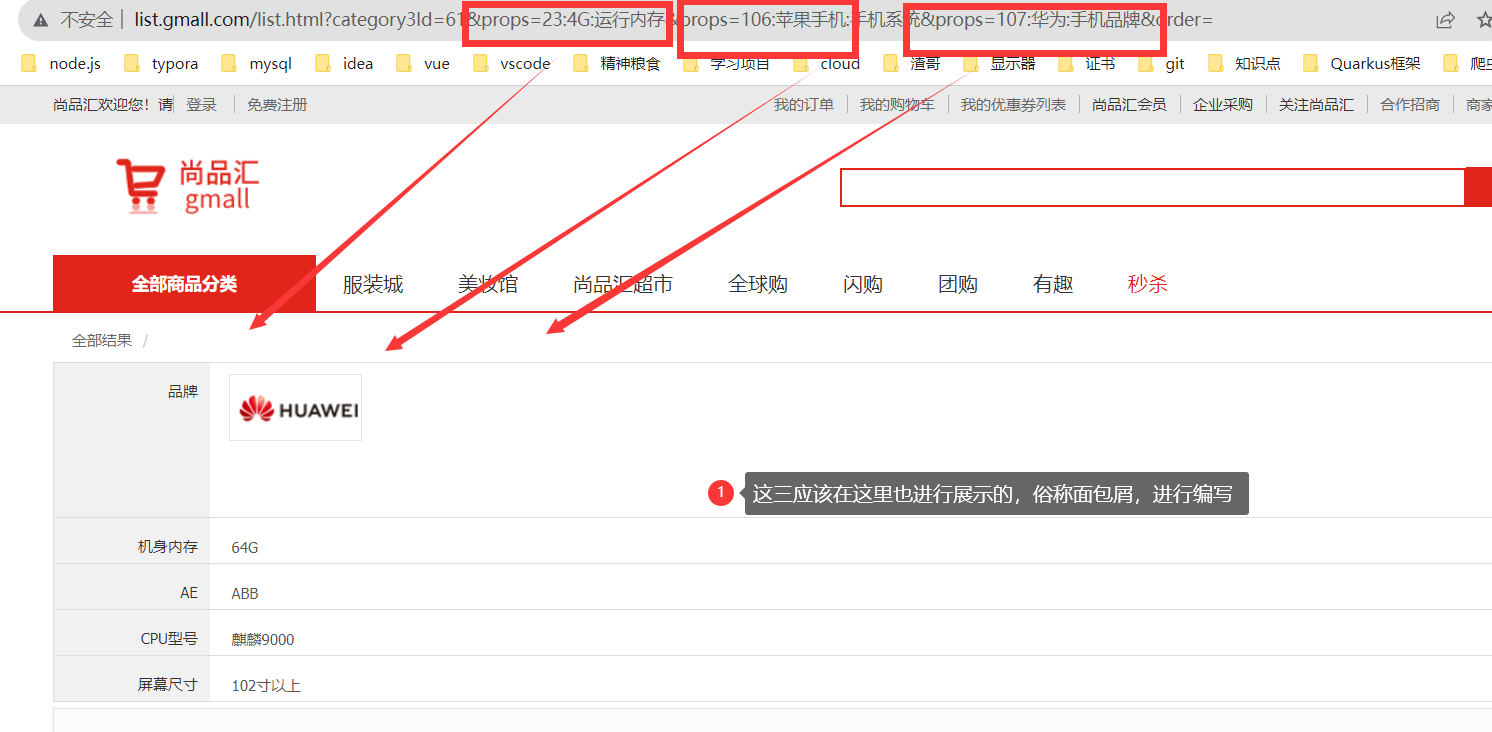 不安全 list.gmall.com/list.html?category3Id=61&props=23:4G:运行内存&props=106:苹果手机:手机系统&props=107:华为:手机品牌&order=
node.js typora mysql idea vue vscode 精神粮食 学习项目 cloud 渣哥 显示器 证书 git 知识点 Quarkus框架
尚品汇欢迎您！请 登录 免费注册 我的订单 我的购物车 我的优惠券列表 尚品汇会员 企业采购 关注尚品汇 合作招商 商家
尚品汇
gmall
全部商品分类 服装城 美妆馆 尚品汇超市 全球购 闪购 团购 有趣 秒杀
全部结果 /
品牌 HUAWEI
1 这三应该在这里也进行展示的，俗称面包屑，进行编写
机身内存 64G
AE ABB
CPU型号 麒麟9000
屏幕尺寸 102寸以上